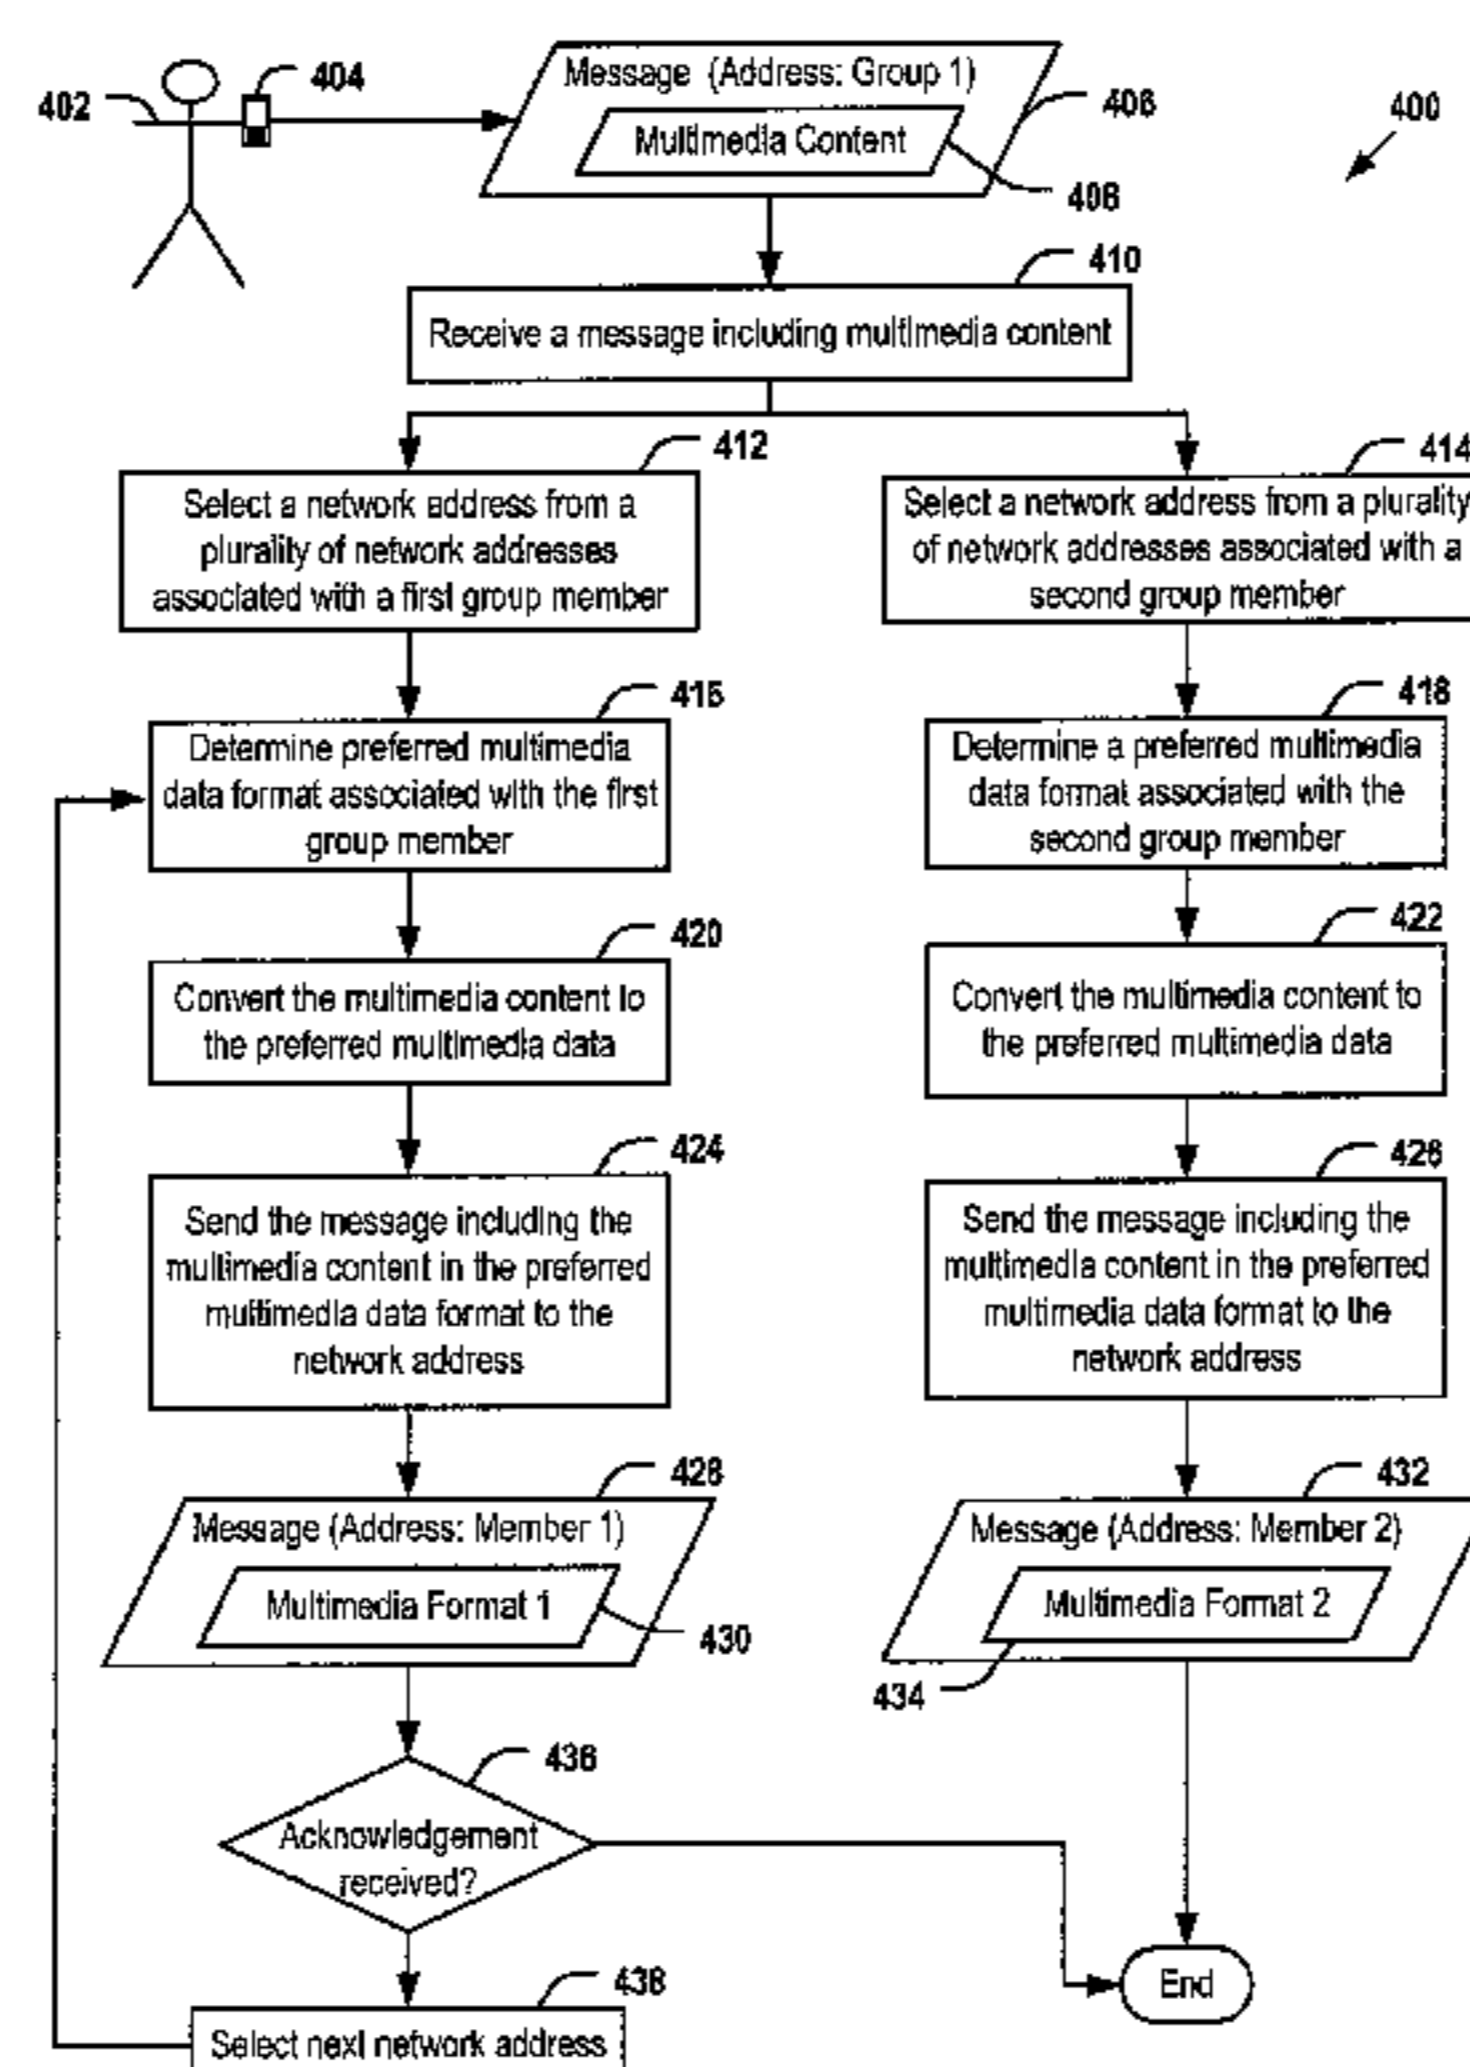 404
402
Message (Address: Group 1)
406
400
Multimedia Content
408
410
Receive a message including multimedia content
412
414
Select a network address from a
plurality of network addresses
associated with a first group member
Select a network address from a plurality
of network addresses associated with a
second group member
416
418
Determine preferred multimedia
data format associated with the first
group member
Determine a preferred multimedia
data format associated with the
second group member
420
422
Convert the multimedia content to
the preferred multimedia data
Convert the multimedia content to
the preferred multimedia data
424
426
Send the message including the
multimedia content in the preferred
multimedia data format to the
network address
Send the message including the
multimedia content in the preferred
multimedia data format to the
network address
428
432
Message (Address: Member 1)
Multimedia Format 1
430
Message (Address: Member 2)
Multimedia Format 2
434
436
Acknowledgement
received?
End
438
Select next network address